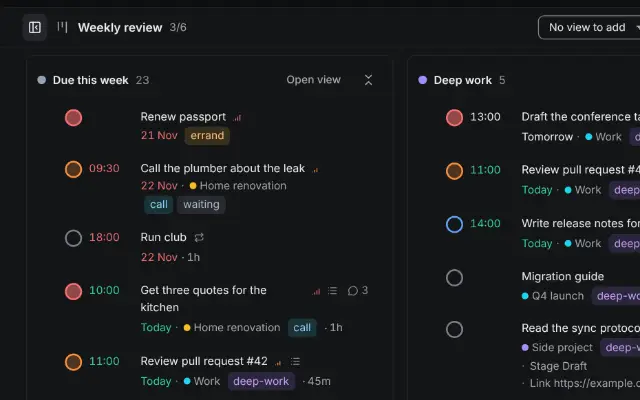 Weekly review 3/6
No view to add
Due this week 23
Open view
Renew passport
21 Nov errand
09:30 Call the plumber about the leak
22 Nov · Home renovation
call waiting
18:00 Run club
22 Nov · 1h
10:00 Get three quotes for the kitchen 3
Today · Home renovation call · 1h
11:00 Review pull request #42
Today · Work deep-work · 45m
Deep work 5
13:00 Draft the conference ta
Tomorrow · Work d
11:00 Review pull request #4
Today · Work deep
14:00 Write release notes for
Today · Work deep
Migration guide
Q4 launch deep-wo
Read the sync protoco
Side project deep-w
· Stage Draft
· Link https://example.c